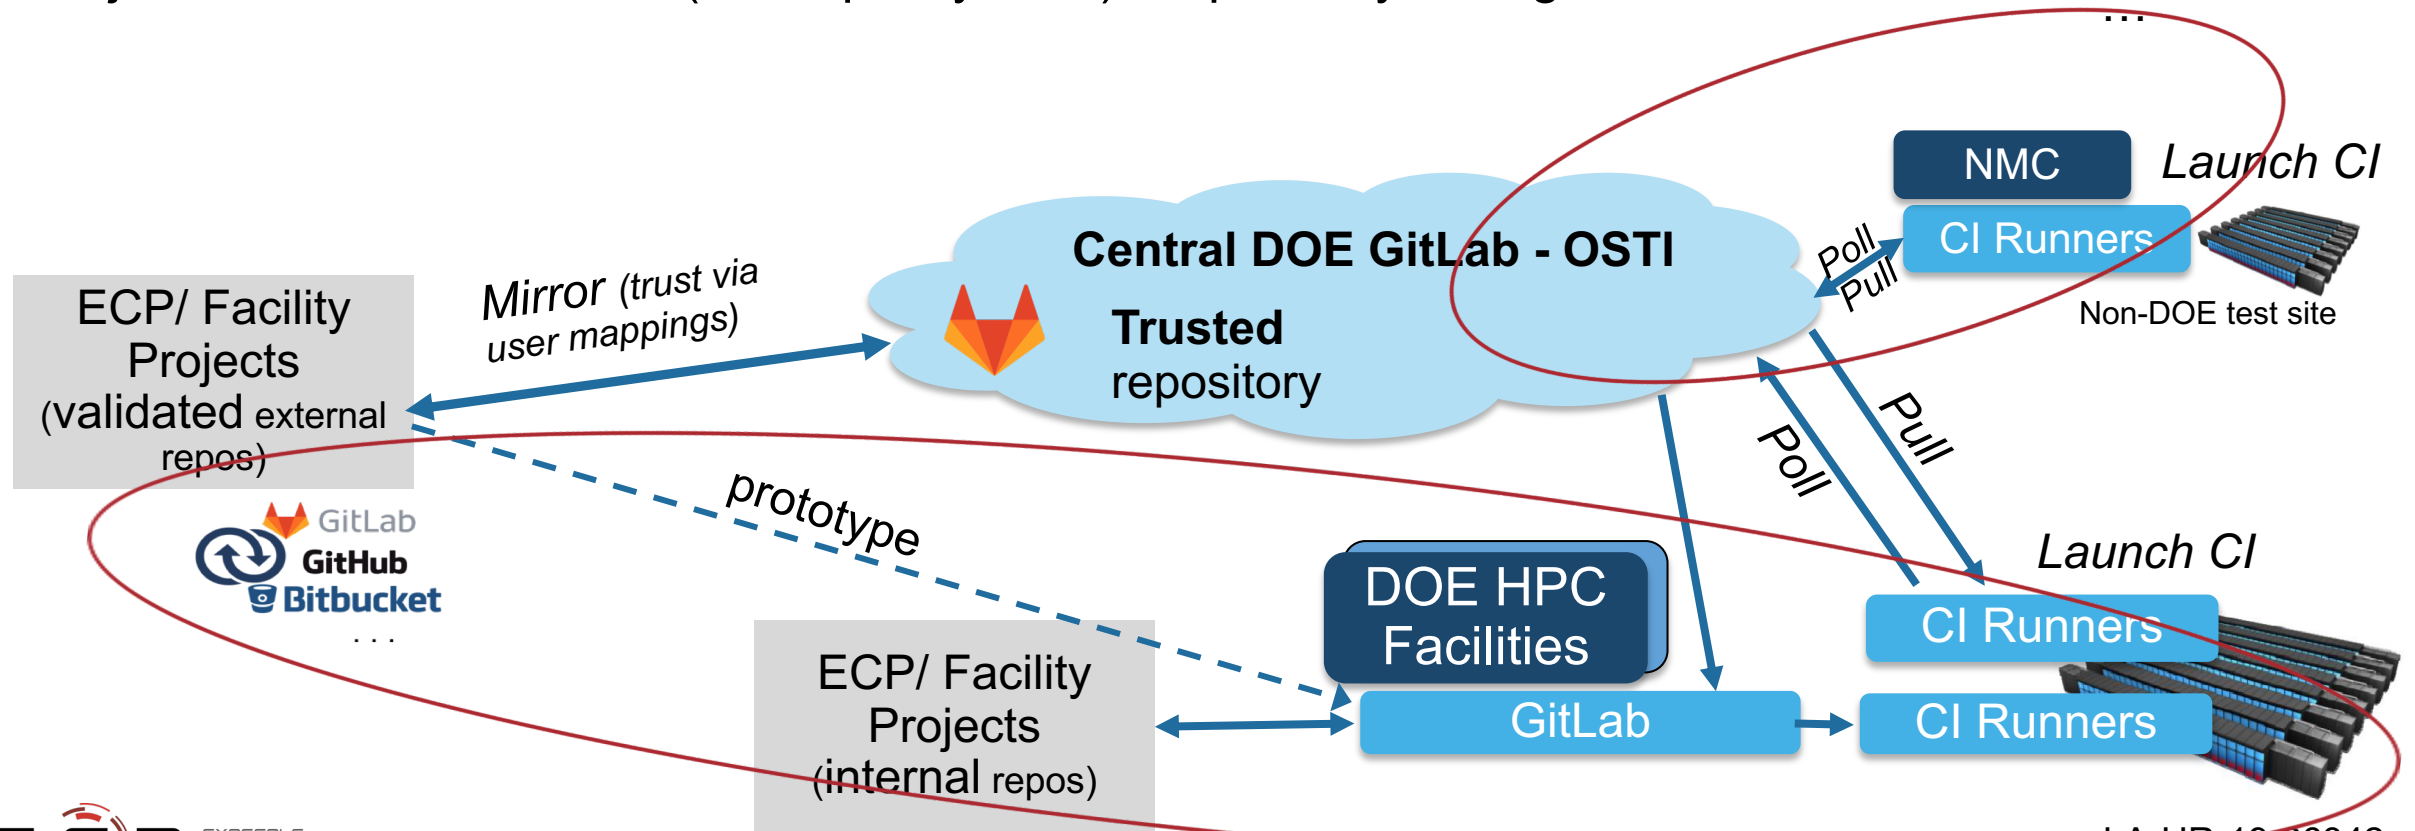 ...
NMC
Launch CI
CI Runners
Non-DOE test site
Poll
Pull
Central DOE GitLab - OSTI
Trusted
repository
Mirror (trust via
user mappings)
ECP/ Facility
Projects
(validated external
repos)
GitLab
GitHub
Bitbucket
...
prototype
Poll
Pull
Launch CI
DOE HPC
Facilities
CI Runners
GitLab
CI Runners
ECP/ Facility
Projects
(internal repos)